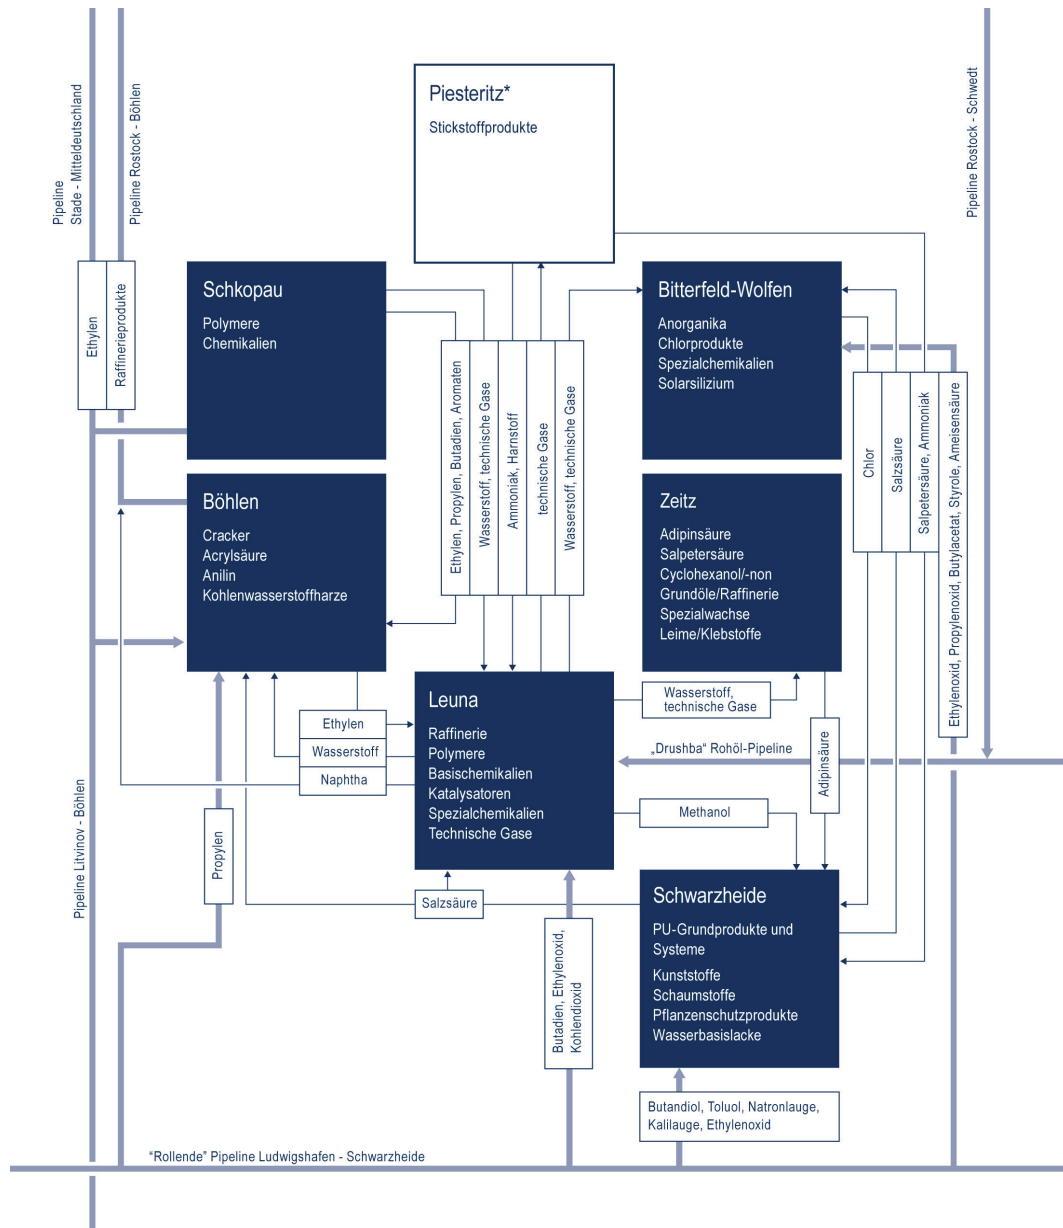 Pipeline
Stade - Mitteldeutschland
Pipeline Rostock - Böhlen
Pipeline Rostock - Schwedt
Piesteritz*
Stickstoffprodukte
Ethylen
Raffinerieprodukte
Schkopau
Polymere
Chemikalien
Bitterfeld-Wolfen
Anorganika
Chlorprodukte
Spezialchemikalien
Solarsilizium
Ethylen, Propylen, Butadien, Aromaten
Wasserstoff, technische Gase
Ammoniak, Harnstoff
technische Gase
Wasserstoff, technische Gase
Chlor
Salzsäure
Salpetersäure, Ammoniak
Ethylenoxid, Propylenoxid, Butylacetat, Styrole, Ameisensäure
Böhlen
Cracker
Acrylsäure
Anilin
Kohlenwasserstoffharze
Zeitz
Adipinsäure
Salpetersäure
Cyclohexanol/-non
Grundöle/Raffinerie
Spezialwachse
Leime/Klebstoffe
Leuna
Raffinerie
Polymere
Basischemikalien
Katalysatoren
Spezialchemikalien
Technische Gase
Ethylen
Wasserstoff
Naphtha
Wasserstoff,
technische Gase
„Drushba“ Rohöl-Pipeline
Adipinsäure
Methanol
Pipeline Litvinov - Böhlen
Propylen
Salzsäure
Schwarzheide
PU-Grundprodukte und
Systeme
Kunststoffe
Schaumstoffe
Pflanzenschutzprodukte
Wasserbasislacke
Butadien, Ethylenoxid,
Kohlendioxid
Butandiol, Toluol, Natronlauge,
Kalilauge, Ethylenoxid
"Rollende" Pipeline Ludwigshafen - Schwarzheide